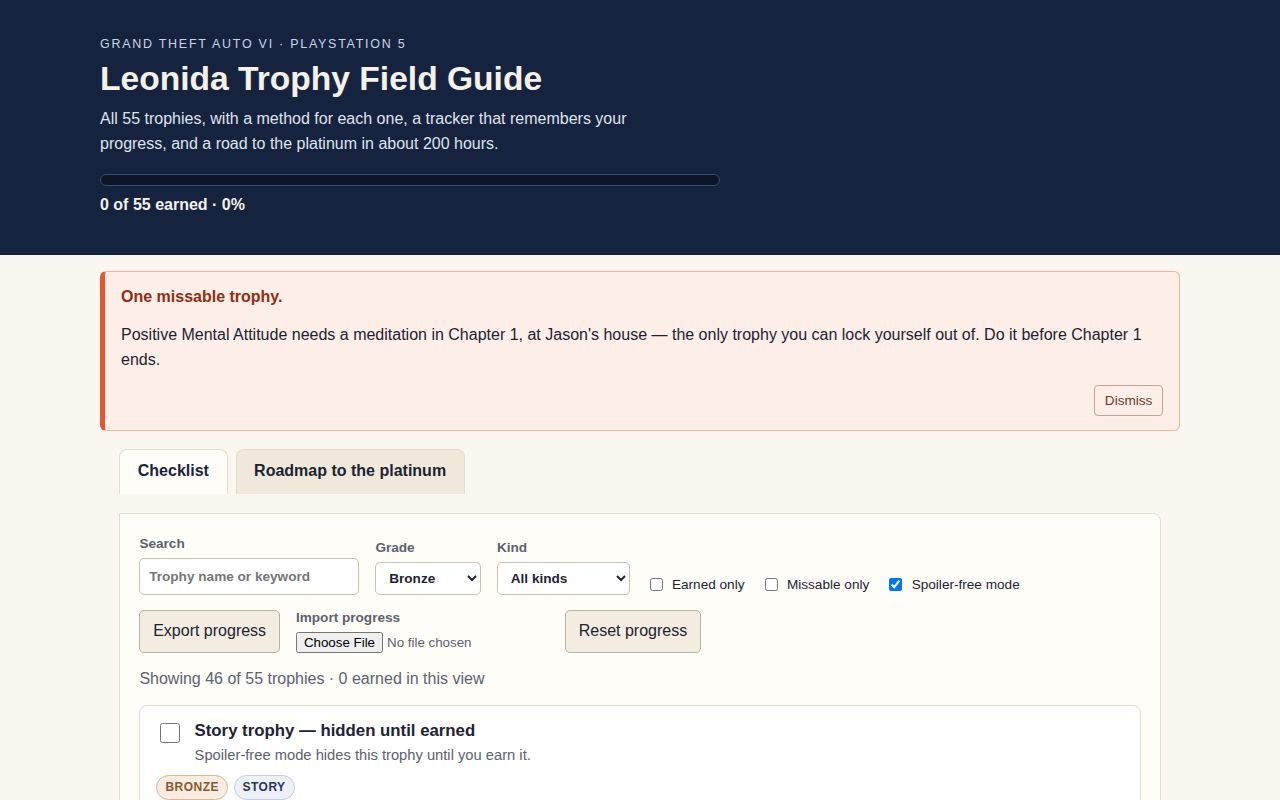 GRAND THEFT AUTO VI · PLAYSTATION 5
Leonida Trophy Field Guide
All 55 trophies, with a method for each one, a tracker that remembers your
progress, and a road to the platinum in about 200 hours.
0 of 55 earned · 0%
One missable trophy.
Positive Mental Attitude needs a meditation in Chapter 1, at Jason's house — the only trophy you can lock yourself out of. Do it before Chapter 1
ends.
Dismiss
Checklist
Roadmap to the platinum
Search
Grade
Kind
Trophy name or keyword
Bronze
All kinds
Earned only
Missable only
Spoiler-free mode
Export progress
Import progress
Choose File No file chosen
Reset progress
Showing 46 of 55 trophies · 0 earned in this view
Story trophy — hidden until earned
Spoiler-free mode hides this trophy until you earn it.
BRONZE
STORY